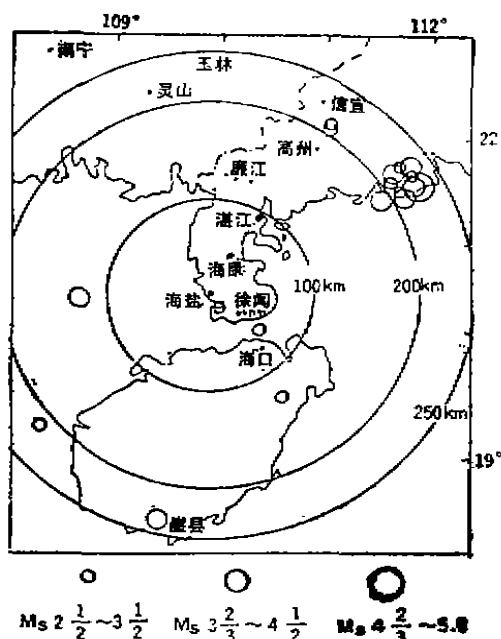 109° 112°
南宁
玉林
灵山
信宜
22
高州
廉江
湛江
海康
100km 200km
海盐 徐闻
海口
250km
19°
崖县
Ms 2 1/2 ~ 3 1/2 Ms 3 2/3 ~ 4 1/2 Ms 4 2/3 ~ 5.0